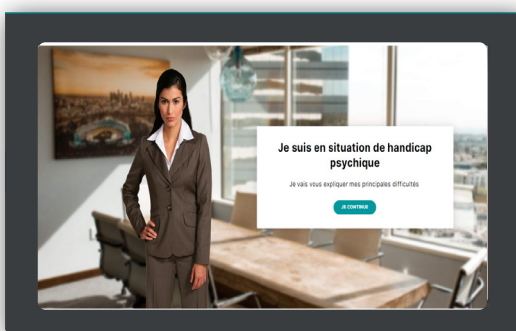 Je suis en situation de handicap
psychique
Je vais vous expliquer mes principales difficultés
JE CONTINUE